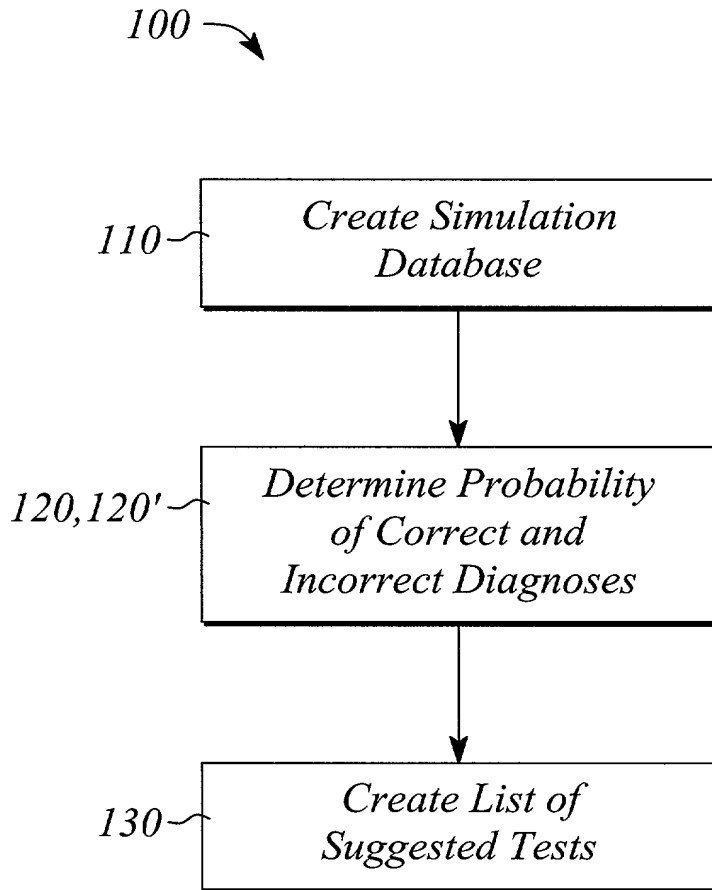 100
110
Create Simulation
Database
120,120'
Determine Probability
of Correct and
Incorrect Diagnoses
130
Create List of
Suggested Tests